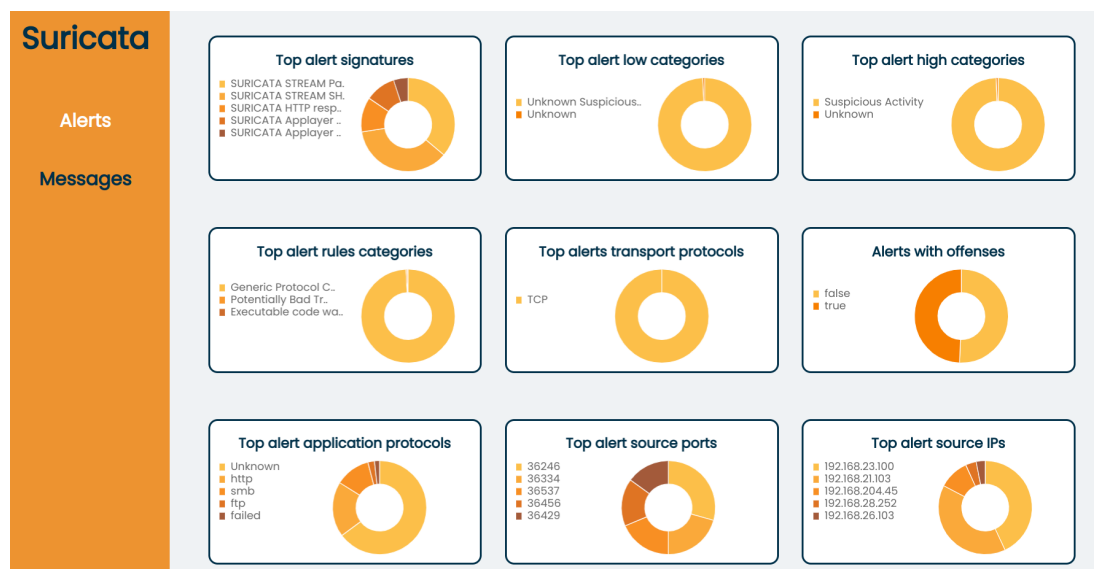 Suricata
Alerts
Messages
Top alert signatures
SURICATA STREAM Pa.
SURICATA STREAM SH.
SURICATA HTTP resp..
SURICATA Applayer ..
SURICATA Applayer ..
Top alert low categories
Unknown Suspicious..
Unknown
Top alert high categories
Suspicious Activity
Unknown
Top alert rules categories
Generic Protocol C..
Potentially Bad Tr..
Executable code wa..
Top alerts transport protocols
TCP
Alerts with offenses
false
true
Top alert application protocols
Unknown
http
smb
ftp
failed
Top alert source ports
36246
36334
36537
36456
36429
Top alert source IPs
192.168.23.100
192.168.21.103
192.168.204.45
192.168.28.252
192.168.26.103